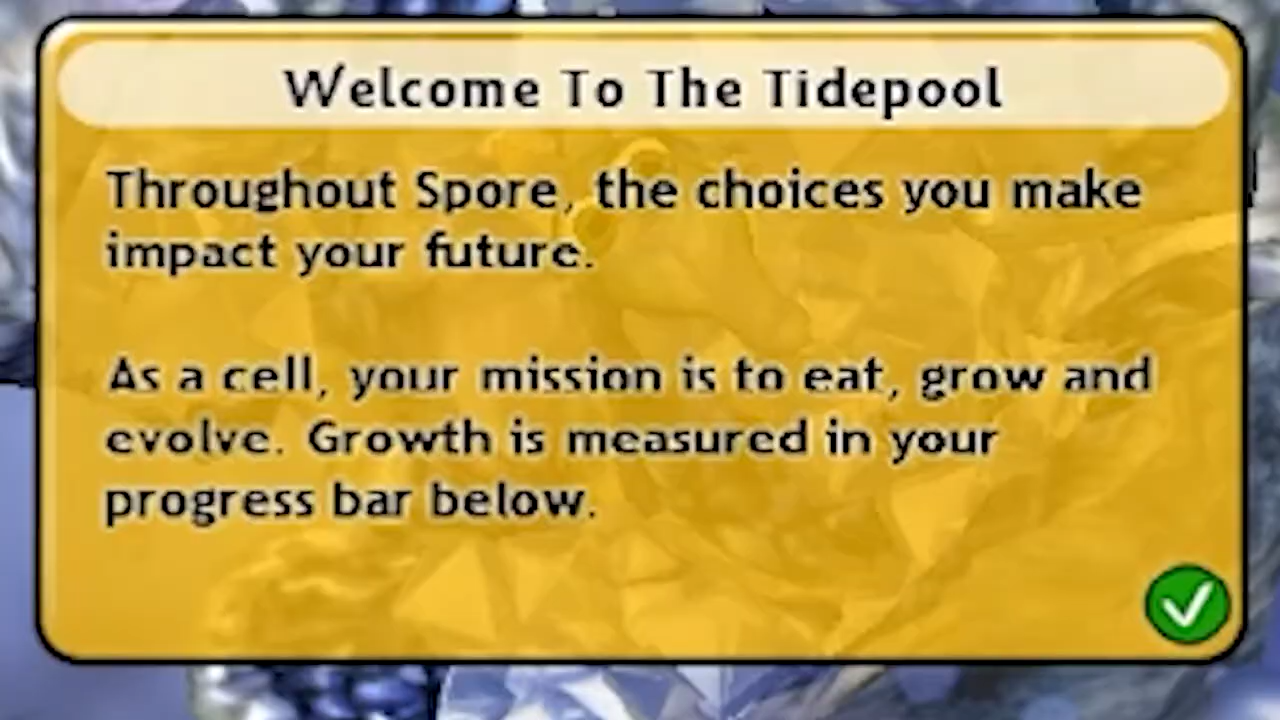 Welcome To The Tidepool
Throughout Spore, the choices you make
impact your future.
As a cell, your mission is to eat, grow and
evolve. Growth is measured in your
progress bar below.